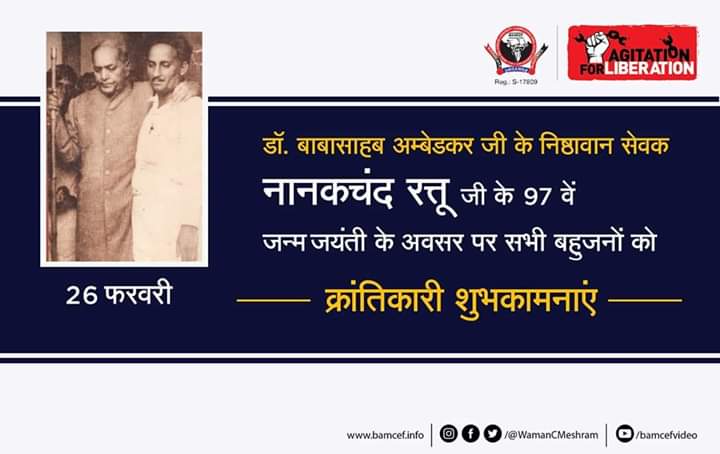 BAMCEF
Reg.: S-17809
AGITATION
FOR LIBERATION
डॉ. बाबासाहब अम्बेडकर जी के निष्ठावान सेवक
नानकचंद रत्तू जी के 97 वें
जन्म जयंती के अवसर पर सभी बहुजनों को
क्रांतिकारी शुभकामनाएं
26 फरवरी
www.bamcef.info
/@WamanCMeshram
/bamcefvideo